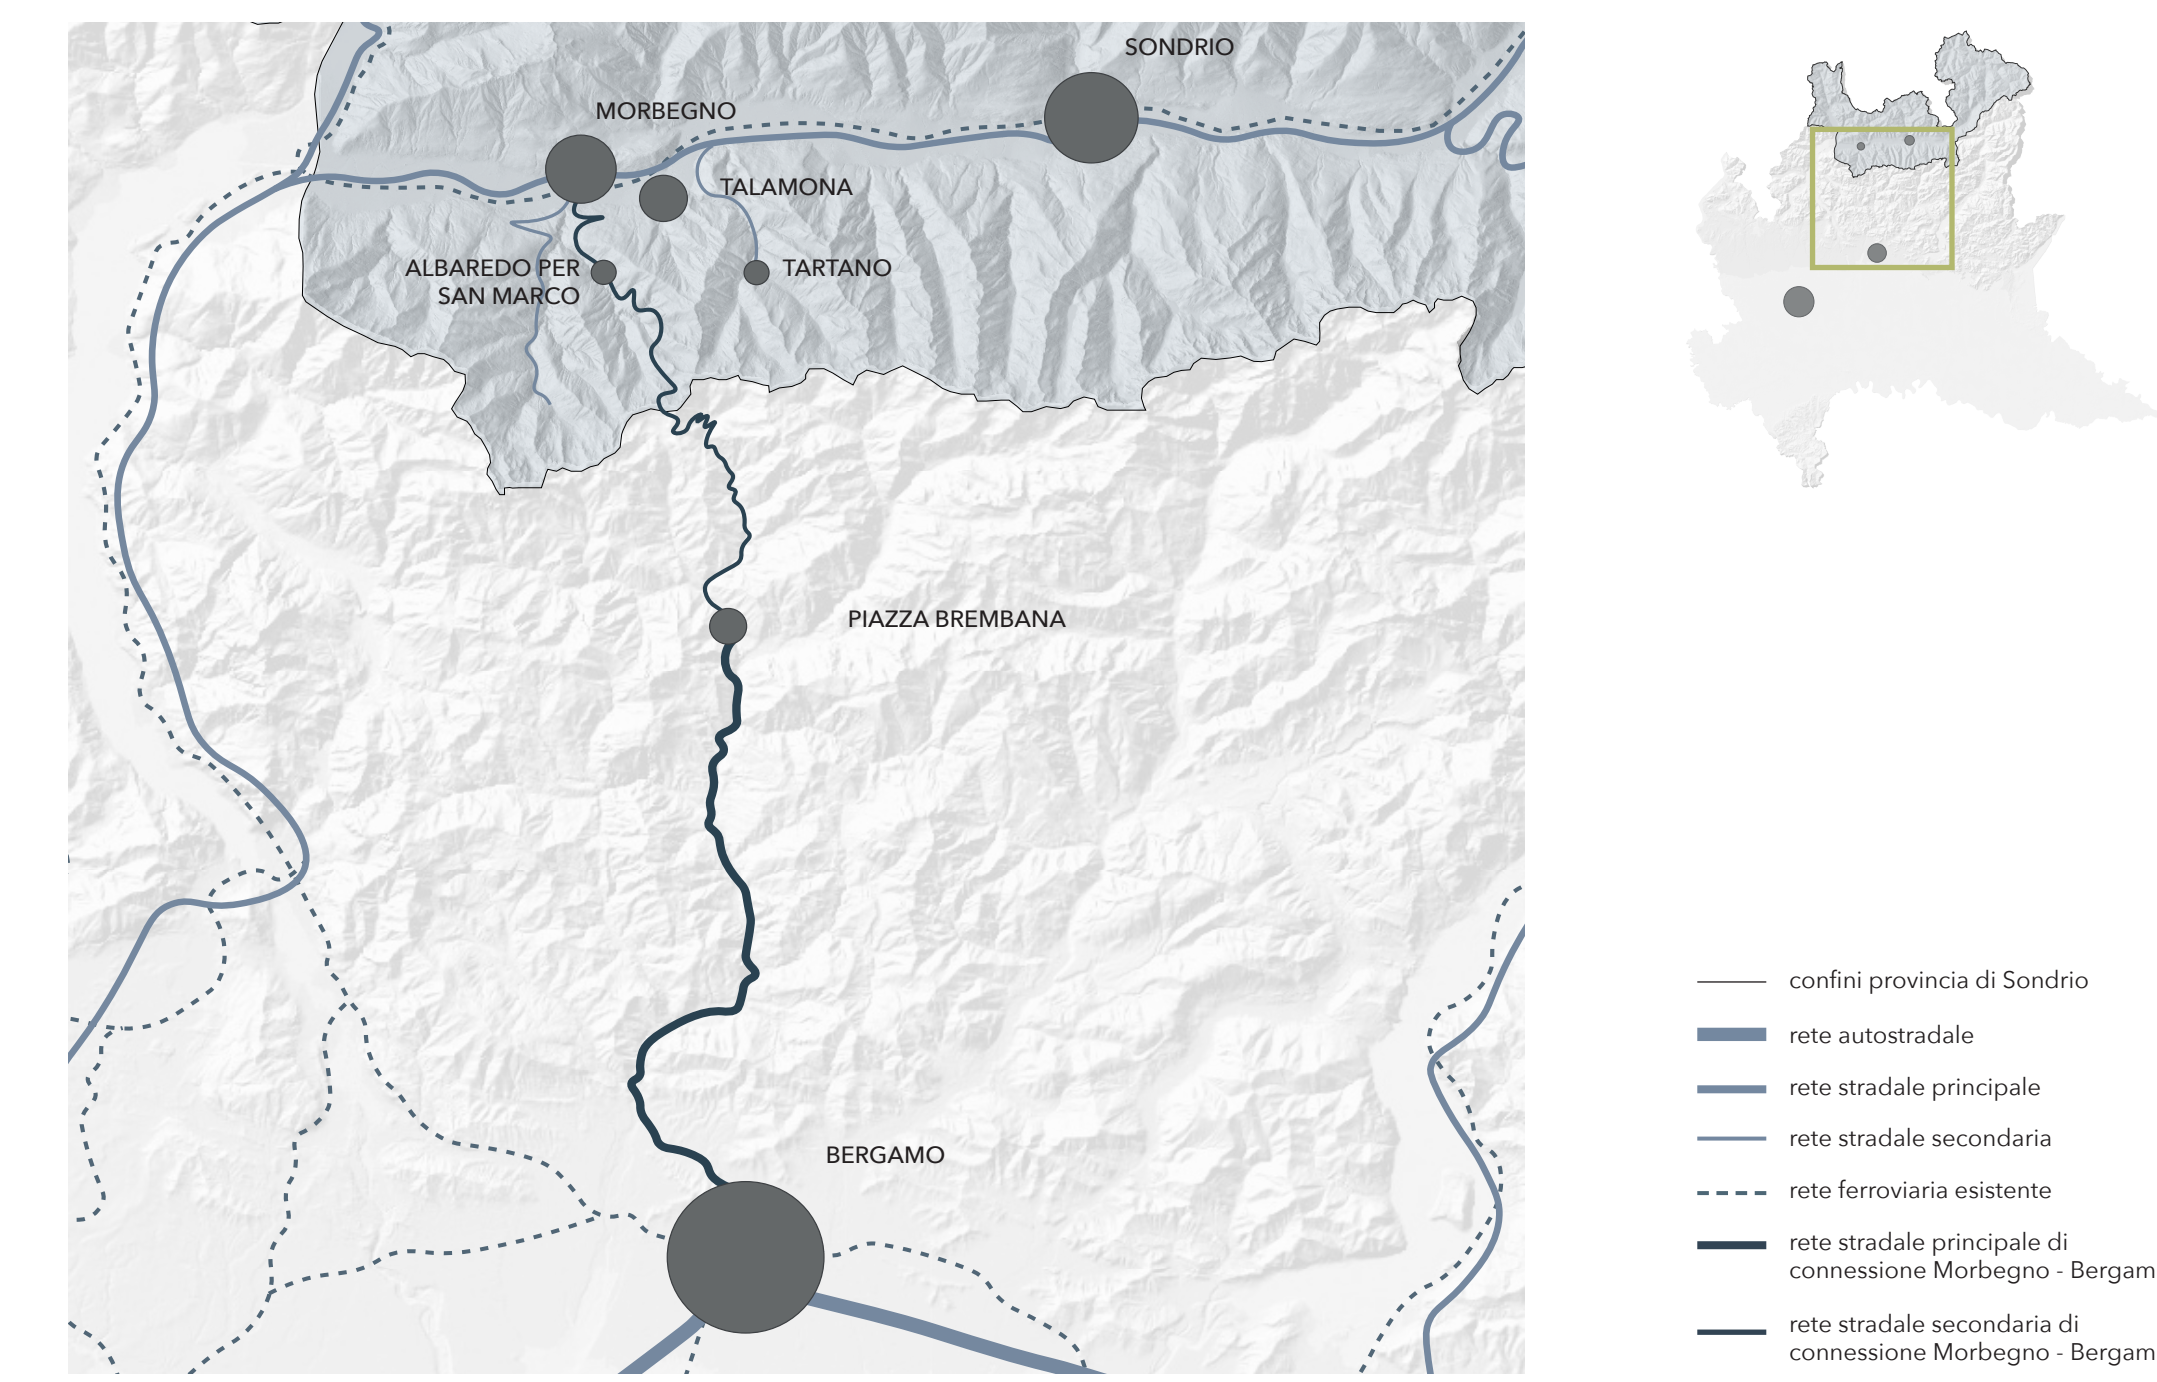 SONDRIO
MORBEGNO
TALAMONA
ALBAREDO PER
SAN MARCO
TARTANO
PIAZZA BREMBANA
BERGAMO
confini provincia di Sondrio
rete autostradale
rete stradale principale
rete stradale secondaria
rete ferroviaria esistente
rete stradale principale di
connessione Morbegno - Bergam
rete stradale secondaria di
connessione Morbegno - Bergam